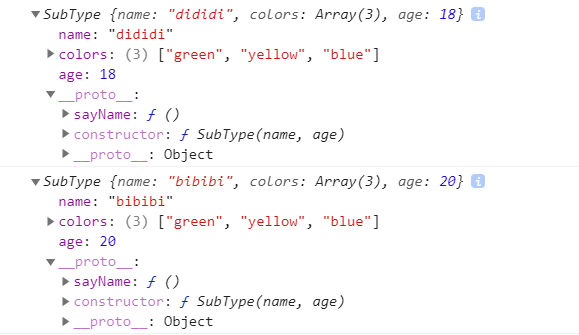 ▼SubType {name: "dididi", colors: Array(3), age: 18} i
name: "dididi"
▶colors: (3) ["green", "yellow", "blue"]
age: 18
▼__proto__:
▶sayName: ƒ ()
▶constructor: ƒ SubType(name, age)
▶__proto__: Object
▼SubType {name: "bibibi", colors: Array(3), age: 20} i
name: "bibibi"
▶colors: (3) ["green", "yellow", "blue"]
age: 20
▼__proto__:
▶sayName: ƒ ()
▶constructor: ƒ SubType(name, age)
▶__proto__: Object